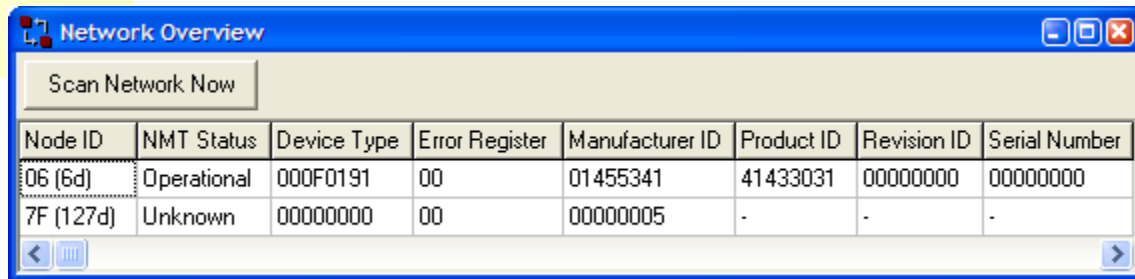 Network Overview
Scan Network Now
Node ID NMT Status Device Type Error Register Manufacturer ID Product ID Revision ID Serial Number
06 (6d) Operational 000F0191 00 01455341 41433031 00000000 00000000
7F (127d) Unknown 00000000 00 00000005 - - -